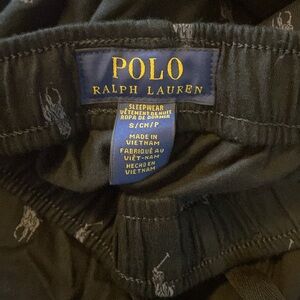 POLO
RALPH LAUREN
SLEEPWEAR
VÊTEMENT DE NUIT
ROPA DE DORMIR
S/CH/P
MADE IN
VIETNAM
FABRIQUÉ AU
VIÊT-NAM
HECHO EN
VIETNAM